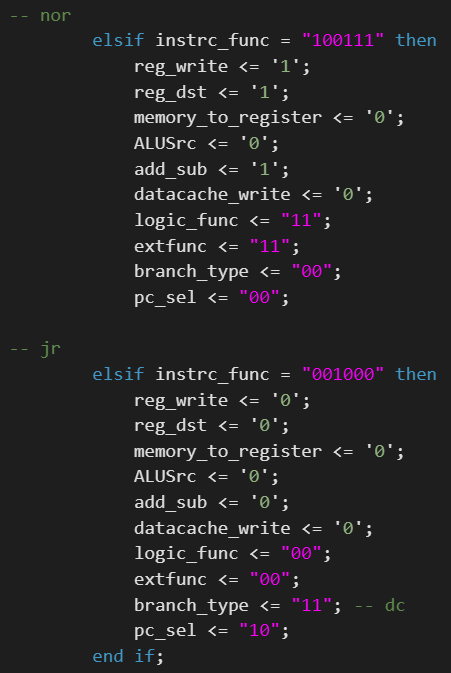 -- nor
elsif instrc_func = "100111" then
reg_write <= '1';
reg_dst <= '1';
memory_to_register <= '0';
ALUSrc <= '0';
add_sub <= '1';
datacache_write <= '0';
logic_func <= "11";
extfunc <= "11";
branch_type <= "00";
pc_sel <= "00";
-- jr
elsif instrc_func = "001000" then
reg_write <= '0';
reg_dst <= '0';
memory_to_register <= '0';
ALUSrc <= '0';
add_sub <= '0';
datacache_write <= '0';
logic_func <= "00";
extfunc <= "00";
branch_type <= "11"; -- dc
pc_sel <= "10";
end if;